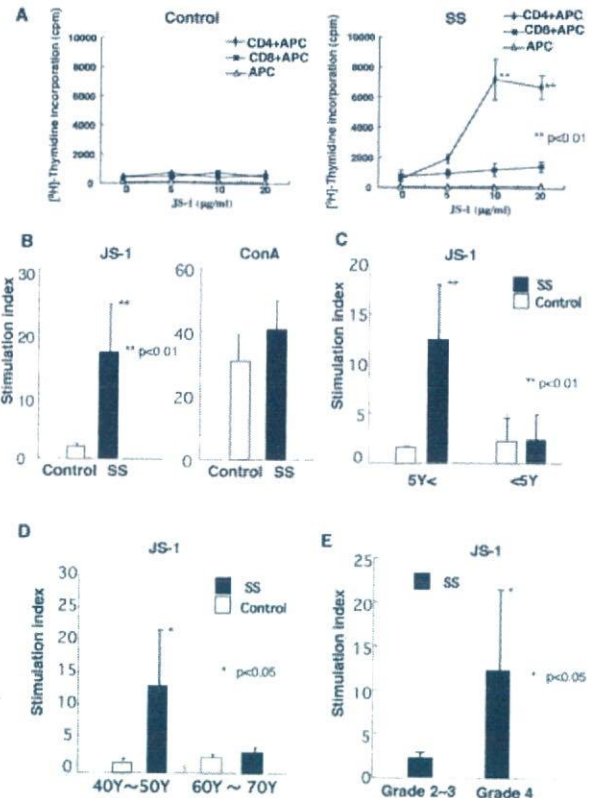 A
Control
[³H]-Thymidine incorporation (cpm)
10000
8000
6000
4000
2000
0
CD4+APC
CD8+APC
APC
0 5 10 20
JS-1 (µg/ml)
SS
[³H]-Thymidine incorporation (cpm)
10000
8000
6000
4000
2000
0
CD4+APC
CD8+APC
APC
**
**
** p<0.01
0 5 10 20
JS-1 (µg/ml)
B
JS-1
Stimulation index
30
20
10
0
**
** p<0.01
Control SS
ConA
60
40
20
0
Control SS
C
JS-1
Stimulation index
20
15
10
5
0
SS
Control
**
** p<0.01
5Y< <5Y
D
JS-1
Stimulation index
30
25
20
15
10
5
0
SS
Control
*
* p<0.05
40Y~50Y 60Y ~ 70Y
E
JS-1
Stimulation index
25
20
15
10
5
0
SS
*
* p<0.05
Grade 2~3 Grade 4